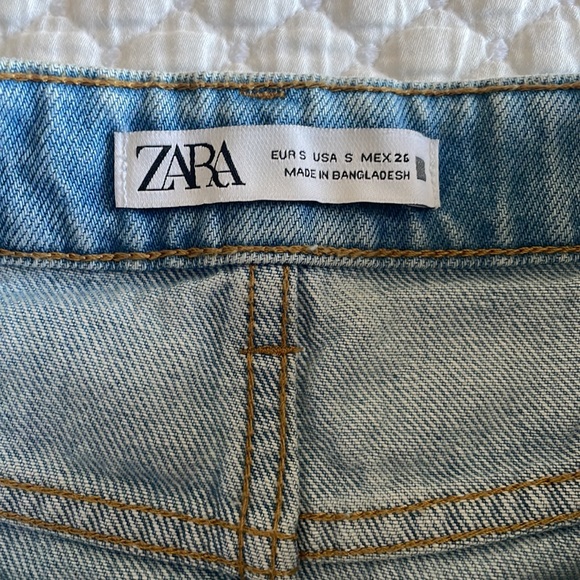 ZARA
EUR S USA S MEX 26
MADE IN BANGLADESH